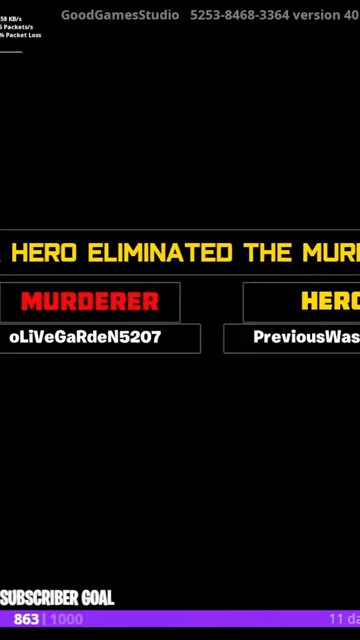 58 KB/s
Packets/s
% Packet Loss
GoodGamesStudio 5253-8468-3364 version 40
HERO ELIMINATED THE MUR
MURDERER HERO
oLiVeGaRdeN5207 PreviousWas
SUBSCRIBER GOAL
863 | 1000 11 da